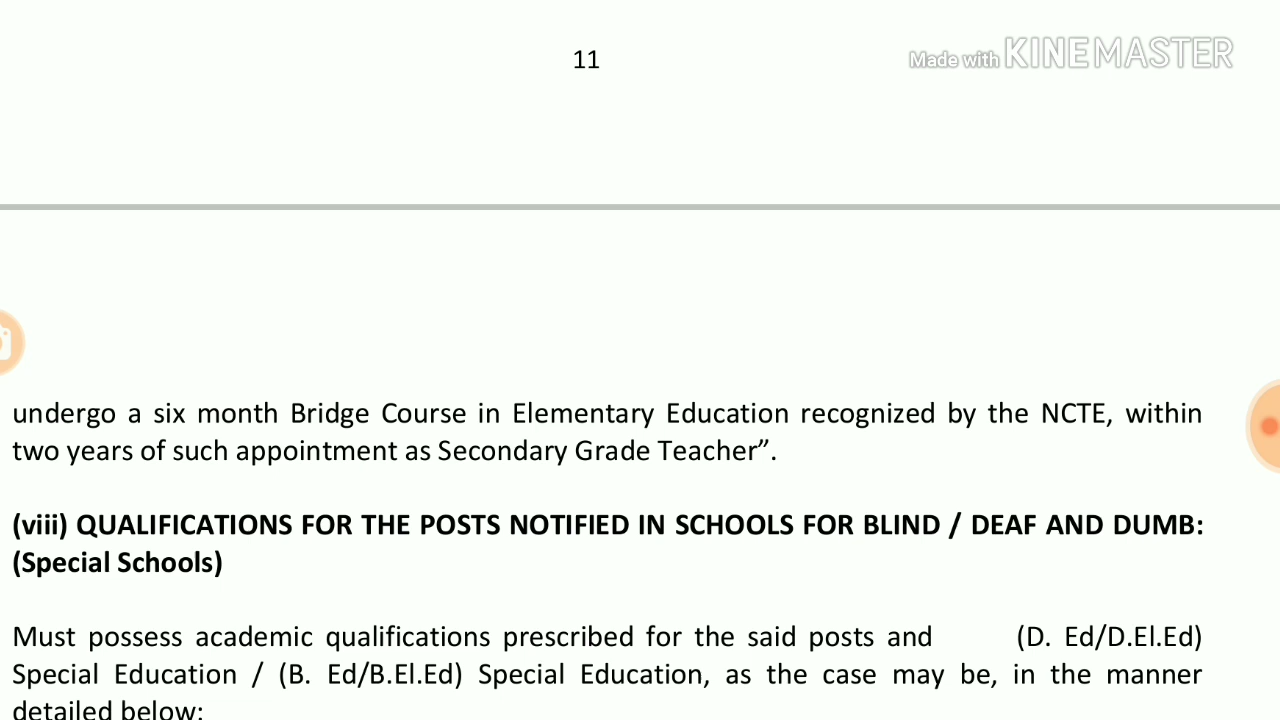 11
Made with KINEMASTER
undergo a six month Bridge Course in Elementary Education recognized by the NCTE, within
two years of such appointment as Secondary Grade Teacher”.
(viii) QUALIFICATIONS FOR THE POSTS NOTIFIED IN SCHOOLS FOR BLIND / DEAF AND DUMB:
(Special Schools)
Must possess academic qualifications prescribed for the said posts and (D. Ed/D.El.Ed)
Special Education / (B. Ed/B.El.Ed) Special Education, as the case may be, in the manner
detailed below: